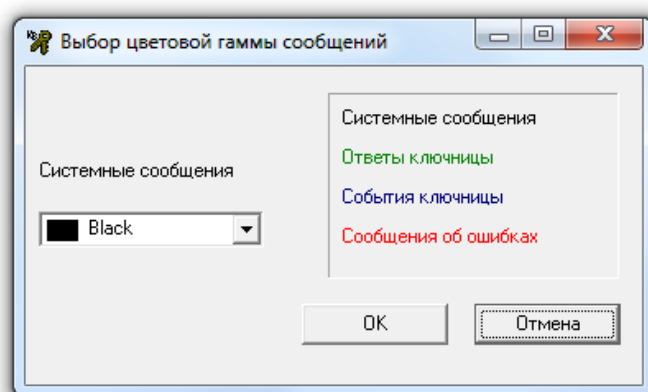 Выбор цветовой гаммы сообщений
Системные сообщения
Black
Системные сообщения
Ответы ключницы
События ключницы
Сообщения об ошибках
OK
Отмена